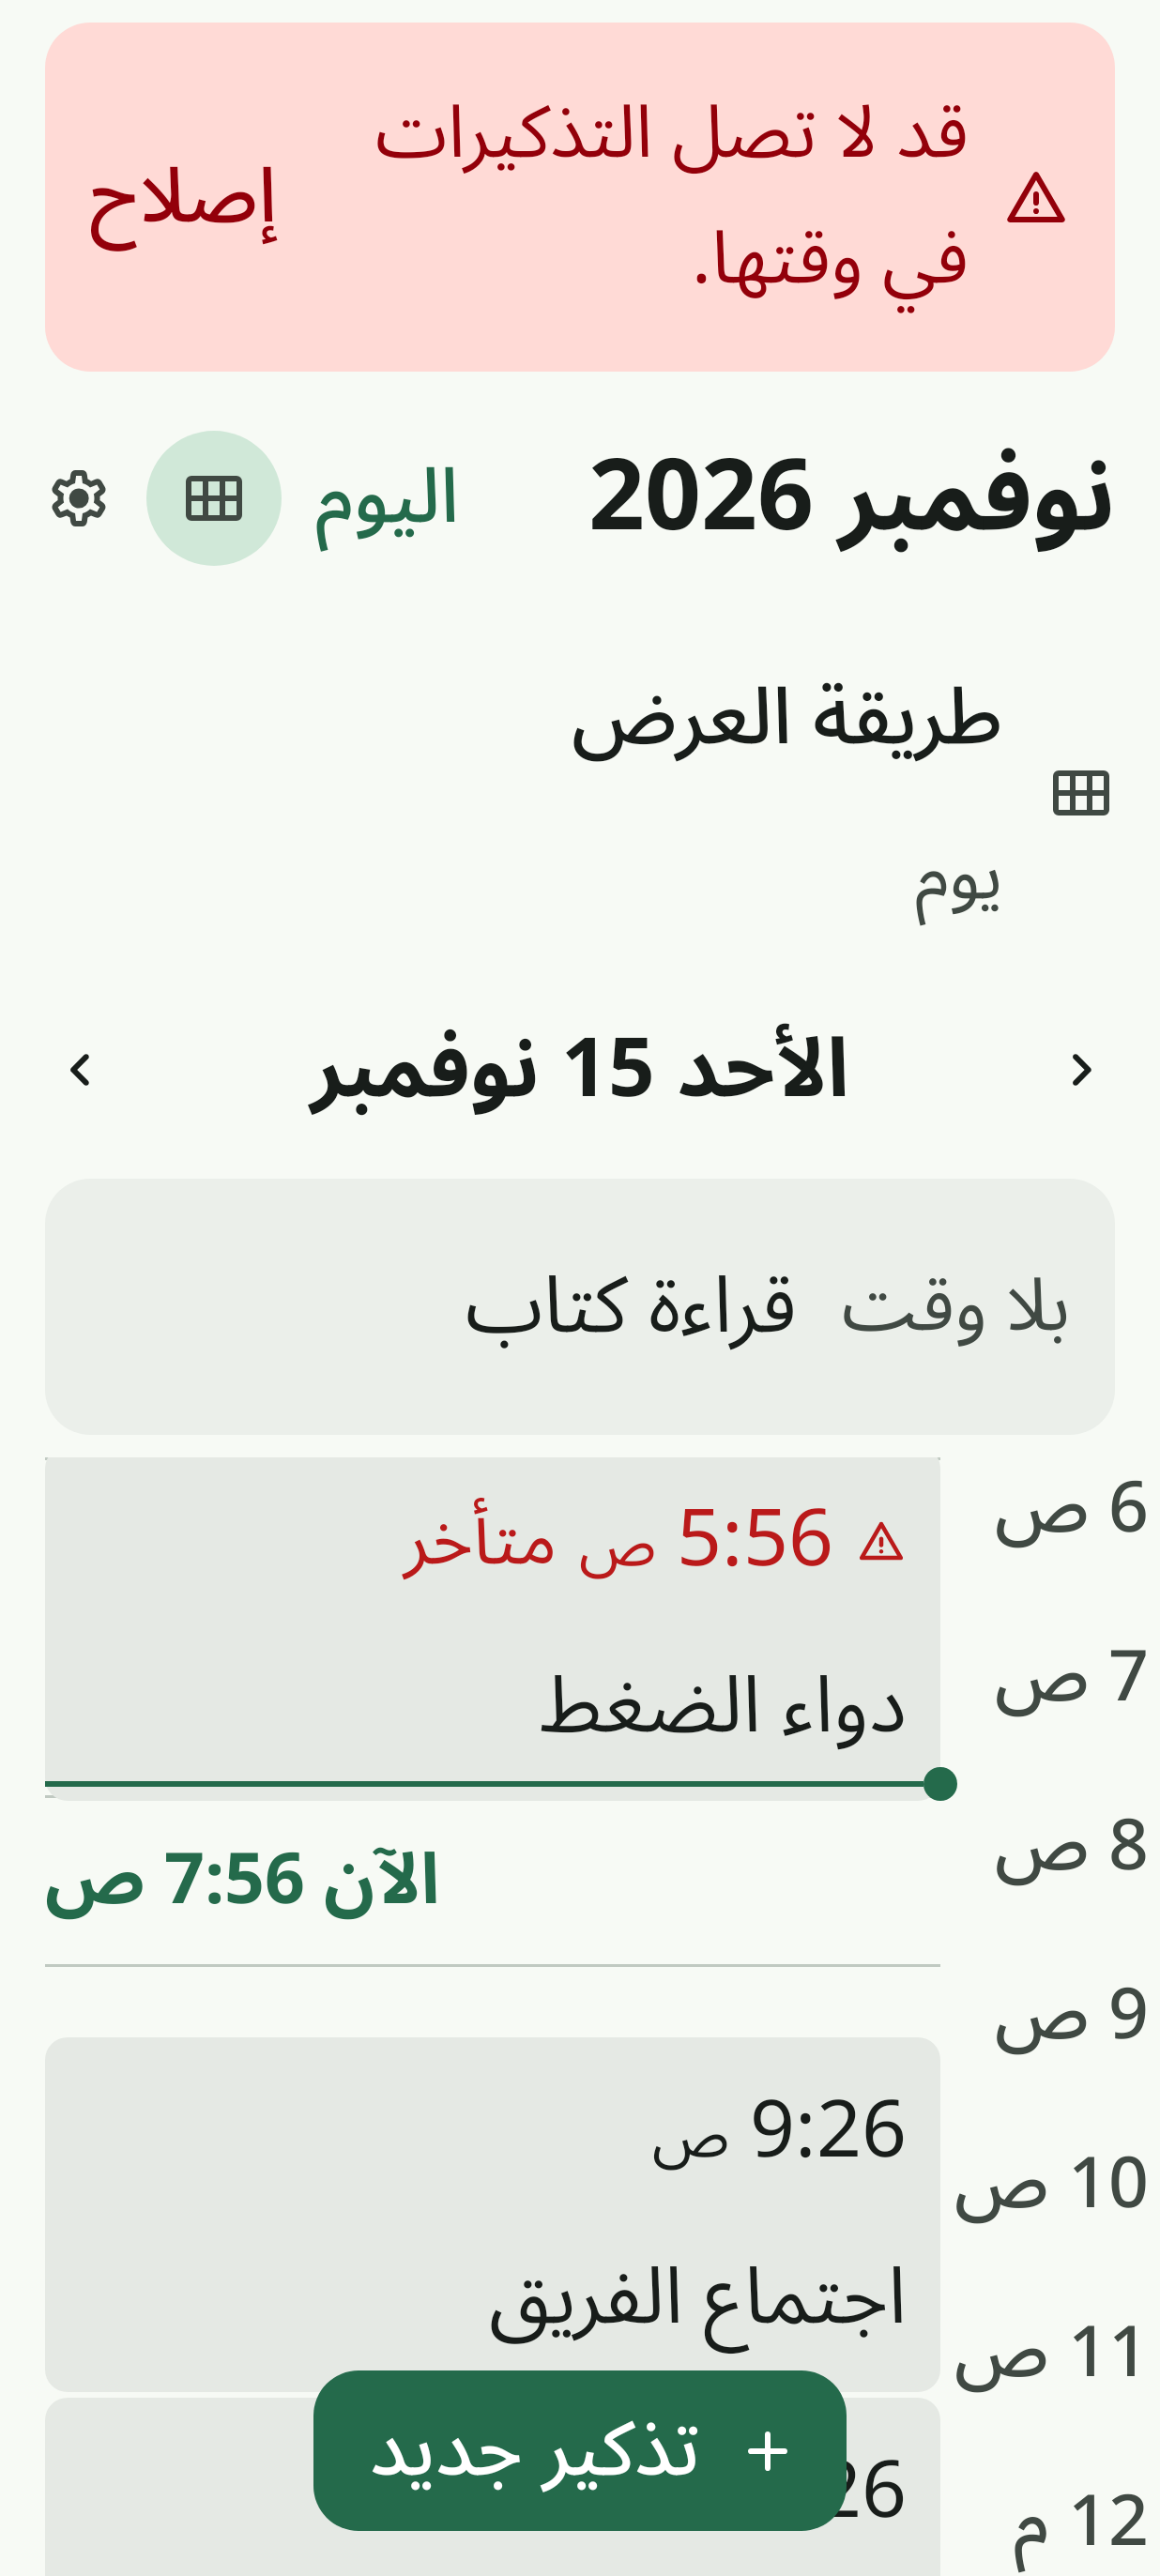 قد لا تصل التذكيرات
في وقتها.
إصلاح
نوفمبر 2026
اليوم
طريقة العرض
يوم
الأحد 15 نوفمبر
بلا وقت قراءة كتاب
6 ص
5:56 ص متأخر
7 ص
دواء الضغط
8 ص
الآن 7:56 ص
9 ص
9:26 ص
10 ص
اجتماع الفريق
11 ص
تذكير جديد
12 م